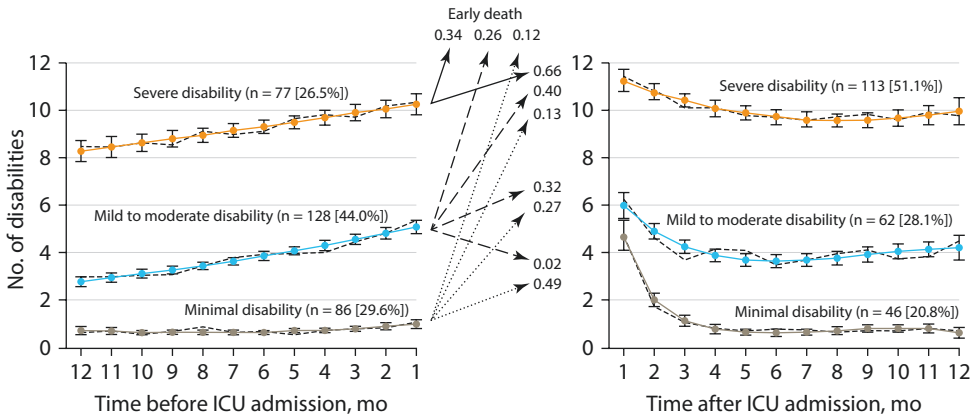 Early death
0.34 0.26 0.12
0.66
0.40
0.13
0.32
0.27
0.02
0.49
No. of disabilities
12
10
8
6
4
2
0
Severe disability (n = 77 [26.5%])
Mild to moderate disability (n = 128 [44.0%])
Minimal disability (n = 86 [29.6%])
12 11 10 9 8 7 6 5 4 3 2 1
Time before ICU admission, mo
12
10
8
6
4
2
0
Severe disability (n = 113 [51.1%])
Mild to moderate disability (n = 62 [28.1%])
Minimal disability (n = 46 [20.8%])
1 2 3 4 5 6 7 8 9 10 11 12
Time after ICU admission, mo